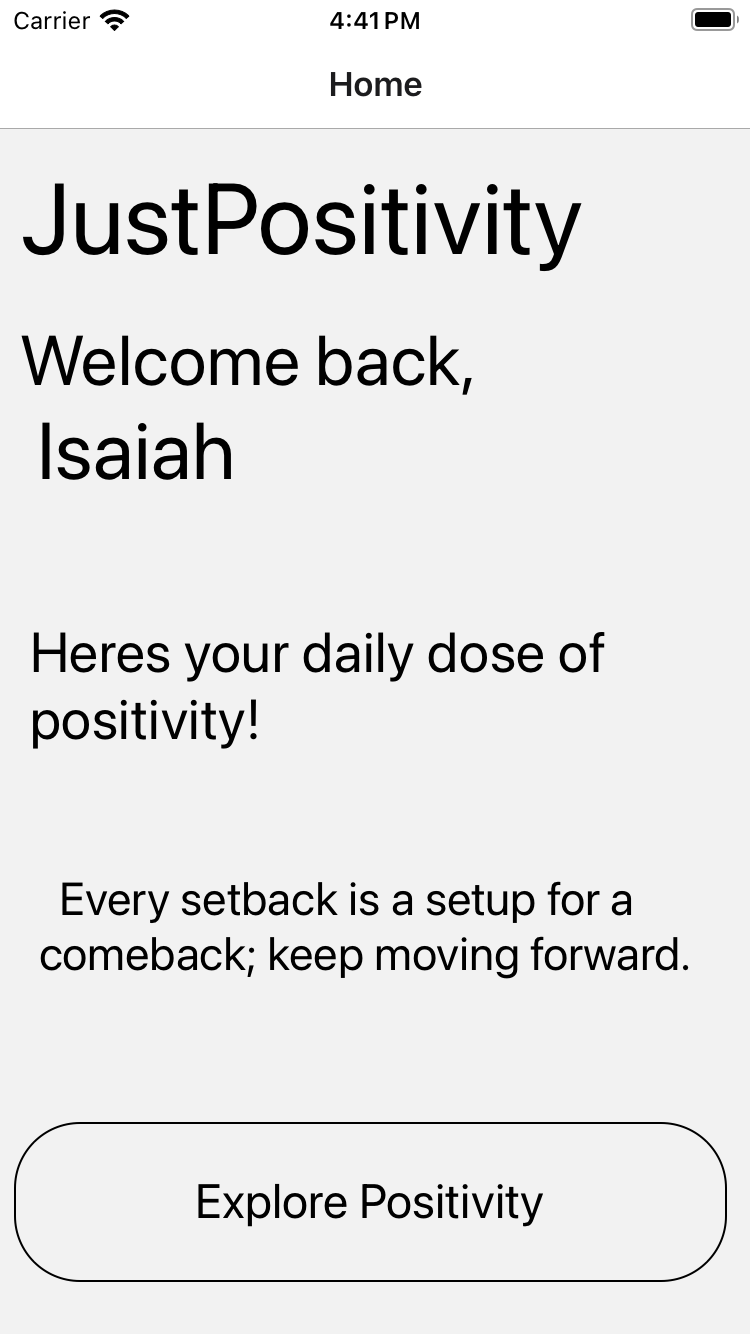 Carrier 4:41 PM
Home
JustPositivity
Welcome back,
Isaiah
Heres your daily dose of
positivity!
Every setback is a setup for a
comeback; keep moving forward.
Explore Positivity